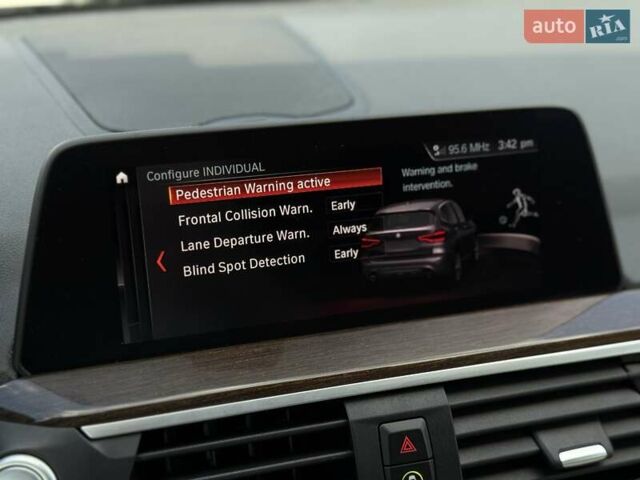 auto RIA.com
95.6 MHz 3:42 pm
Configure INDIVIDUAL
Pedestrian Warning active
Frontal Collision Warn. Early
Lane Departure Warn. Always
Blind Spot Detection Early
Warning and brake
intervention.